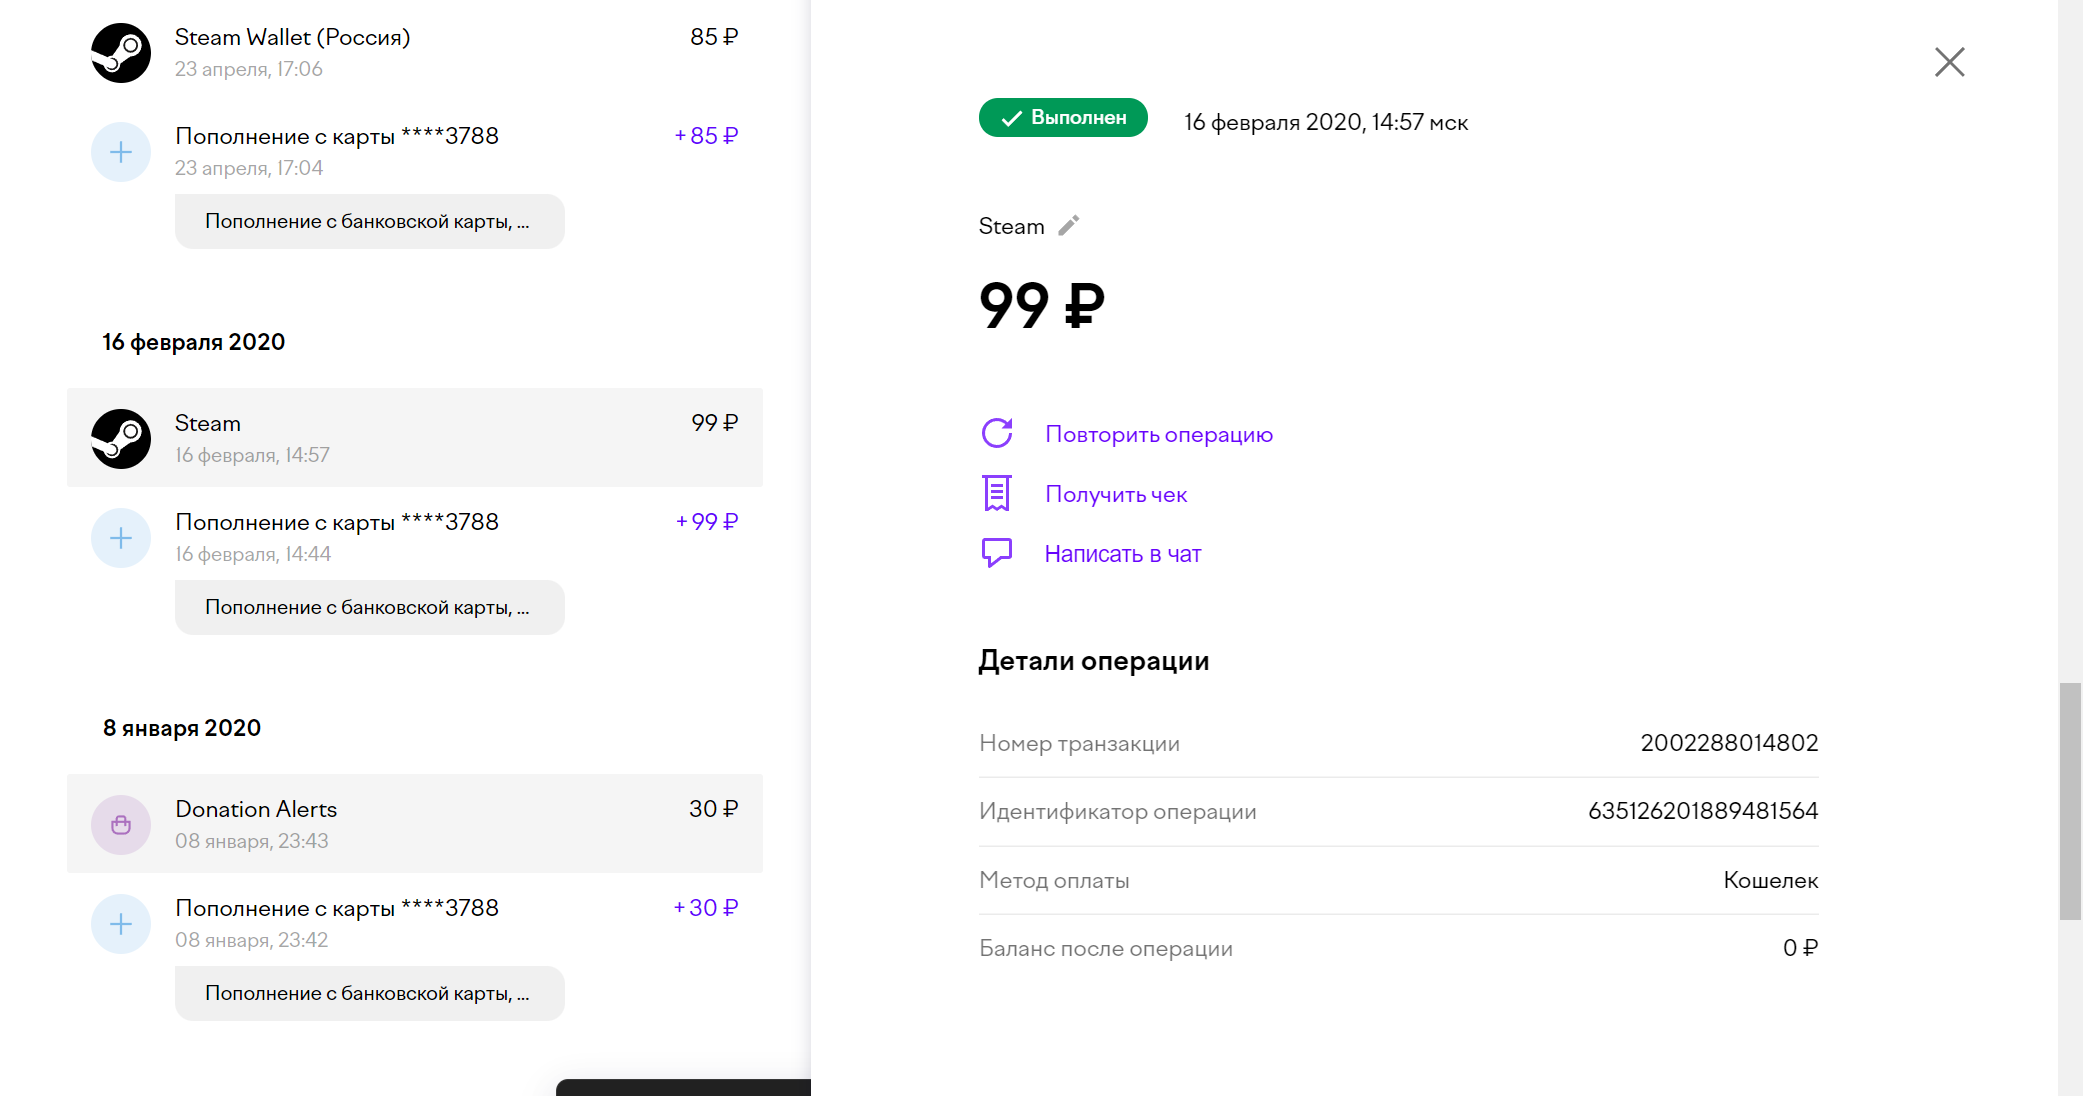 Steam Wallet (Россия)
85 ₽
23 апреля, 17:06
Пополнение с карты ****3788
+ 85 ₽
23 апреля, 17:04
Пополнение с банковской карты, ...
16 февраля 2020
Steam
99 ₽
16 февраля, 14:57
Пополнение с карты ****3788
+ 99 ₽
16 февраля, 14:44
Пополнение с банковской карты, ...
8 января 2020
Donation Alerts
30 ₽
08 января, 23:43
Пополнение с карты ****3788
+ 30 ₽
08 января, 23:42
Пополнение с банковской карты, ...
Выполнен
16 февраля 2020, 14:57 мск
Steam
99 ₽
Повторить операцию
Получить чек
Написать в чат
Детали операции
Номер транзакции
2002288014802
Идентификатор операции
635126201889481564
Метод оплаты
Кошелек
Баланс после операции
0 ₽